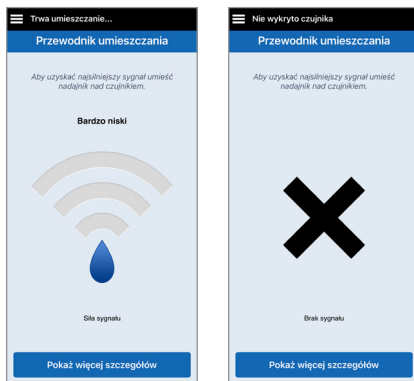 Trwa umieszczanie...
Przewodnik umieszczania
Aby uzyskać najsilniejszy sygnał umieść
nadajnik nad czujnikiem.
Bardzo niski
Siła sygnału
Pokaż więcej szczegółów
Nie wykryto czujnika
Przewodnik umieszczania
Aby uzyskać najsilniejszy sygnał umieść
nadajnik nad czujnikiem.
Brak sygnału
Pokaż więcej szczegółów